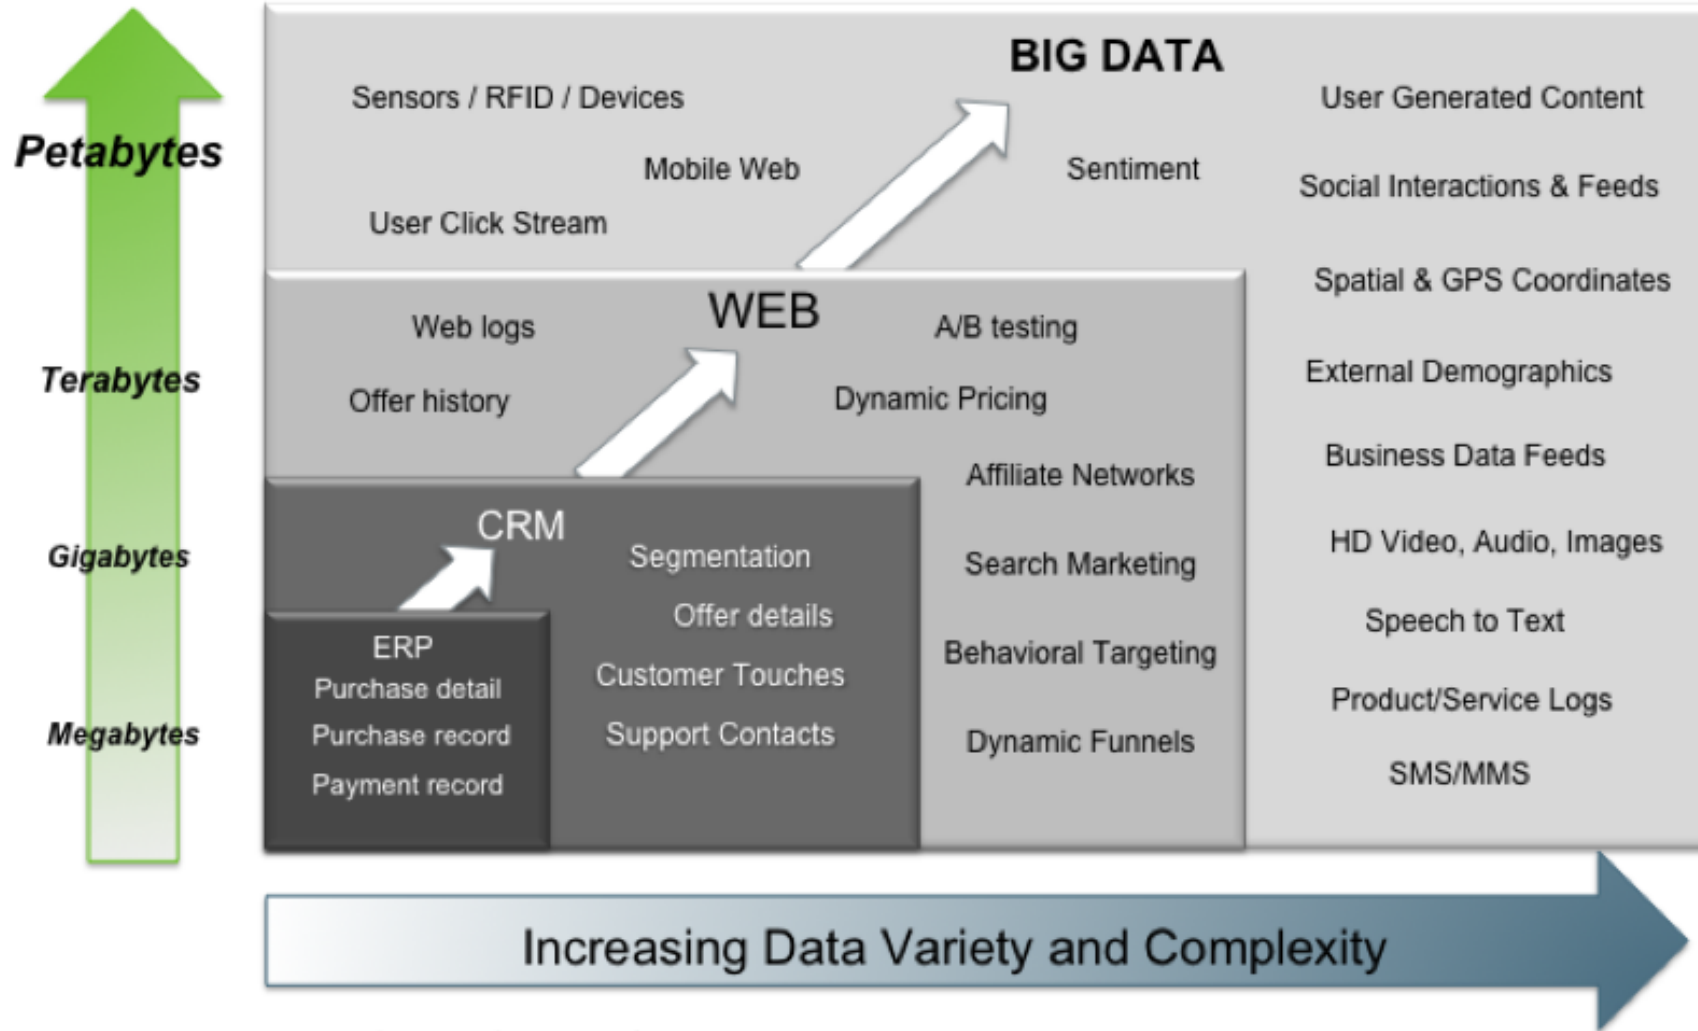 Petabytes
Terabytes
Gigabytes
Megabytes
BIG DATA
Sensors / RFID / Devices
Mobile Web
User Click Stream
Sentiment
User Generated Content
Social Interactions & Feeds
Spatial & GPS Coordinates
External Demographics
Business Data Feeds
HD Video, Audio, Images
Speech to Text
Product/Service Logs
SMS/MMS
WEB
Web logs
Offer history
A/B testing
Dynamic Pricing
Affiliate Networks
Search Marketing
Behavioral Targeting
Dynamic Funnels
CRM
Segmentation
Offer details
Customer Touches
Support Contacts
ERP
Purchase detail
Purchase record
Payment record
Increasing Data Variety and Complexity